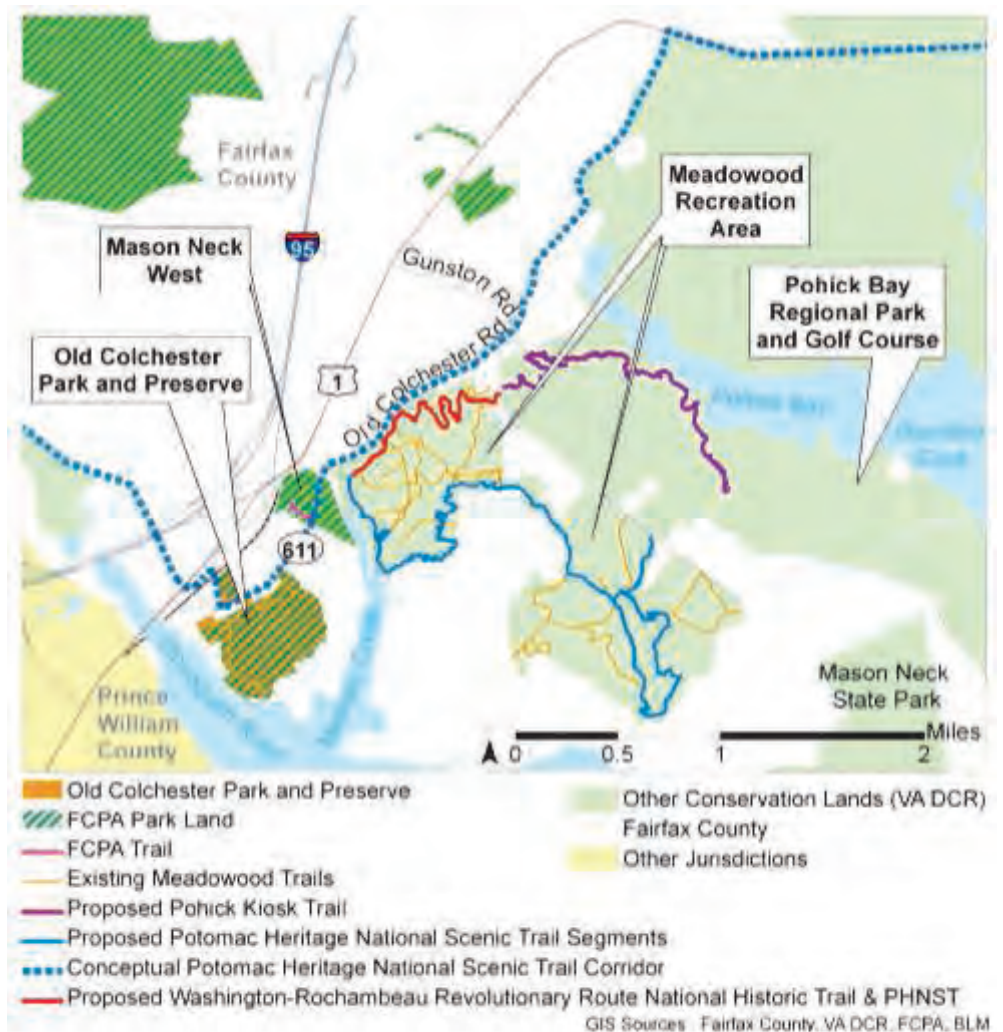 Fairfax
County
Mason Neck
West
95
Gunston Rd
Meadowood
Recreation
Area
Pohick Bay
Regional Park
and Golf Course
Old Colchester
Park and Preserve
1
Old Colchester Rd
Pohick Bay
611
Prince
William
County
Mason Neck
State Park
Miles
0 0.5 1 2
Old Colchester Park and Preserve
FCPA Park Land
FCPA Trail
Existing Meadowood Trails
Proposed Pohick Kiosk Trail
Proposed Potomac Heritage National Scenic Trail Segments
Conceptual Potomac Heritage National Scenic Trail Corridor
Proposed Washington-Rochambeau Revolutionary Route National Historic Trail & PHNST
Other Conservation Lands (VA DCR)
Fairfax County
Other Jurisdictions
GIS Sources: Fairfax County, VA DCR, FCPA, BLM